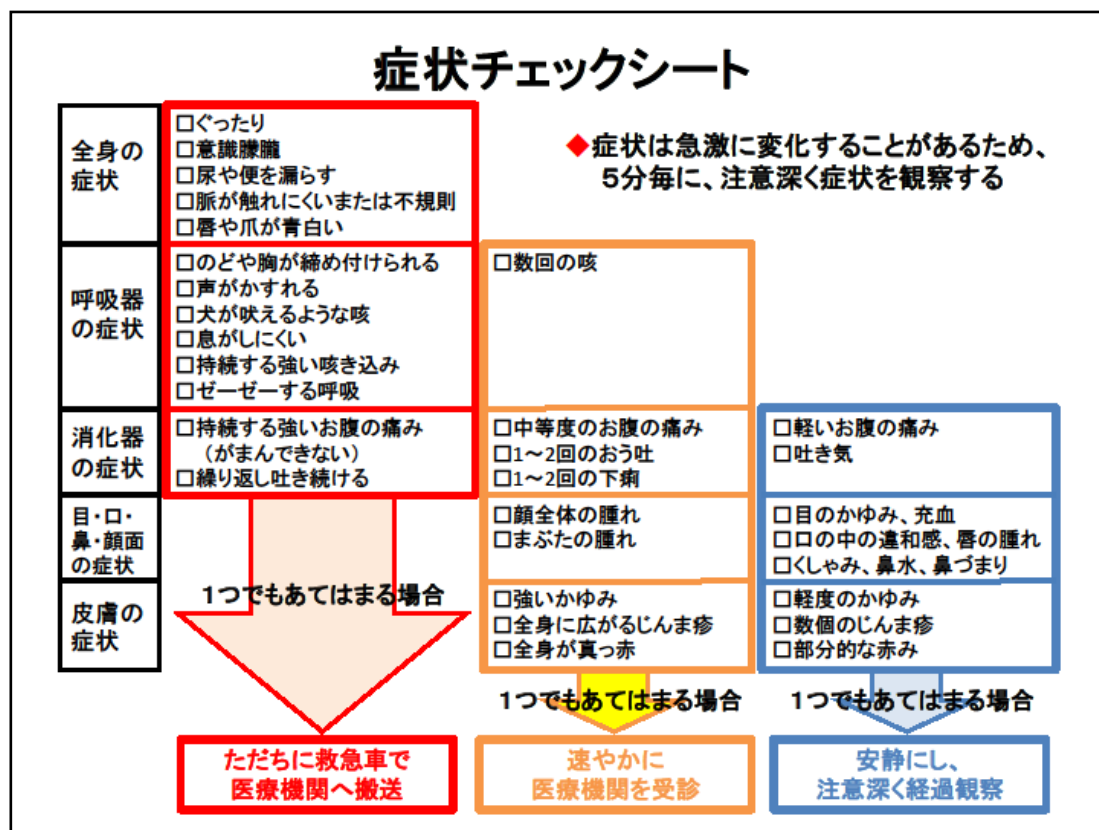 症状チェックシート
◆症状は急激に変化することがあるため、
５分毎に、注意深く症状を観察する
全身の
症状
□ぐったり
□意識朦朧
□尿や便を漏らす
□脈が触れにくいまたは不規則
□唇や爪が青白い
呼吸器
の症状
□のどや胸が締め付けられる
□声がかすれる
□犬が吠えるような咳
□息がしにくい
□持続する強い咳き込み
□ゼーゼーする呼吸
□数回の咳
消化器
の症状
□持続する強いお腹の痛み
（がまんできない）
□繰り返し吐き続ける
□中等度のお腹の痛み
□1～2回のおう吐
□1～2回の下痢
□軽いお腹の痛み
□吐き気
目・口・
鼻・顔面
の症状
□顔全体の腫れ
□まぶたの腫れ
□目のかゆみ、充血
□口の中の違和感、唇の腫れ
□くしゃみ、鼻水、鼻づまり
皮膚の
症状
□強いかゆみ
□全身に広がるじんま疹
□全身が真っ赤
□軽度のかゆみ
□数個のじんま疹
□部分的な赤み
１つでもあてはまる場合
１つでもあてはまる場合
１つでもあてはまる場合
ただちに救急車で
医療機関へ搬送
速やかに
医療機関を受診
安静にし、
注意深く経過観察